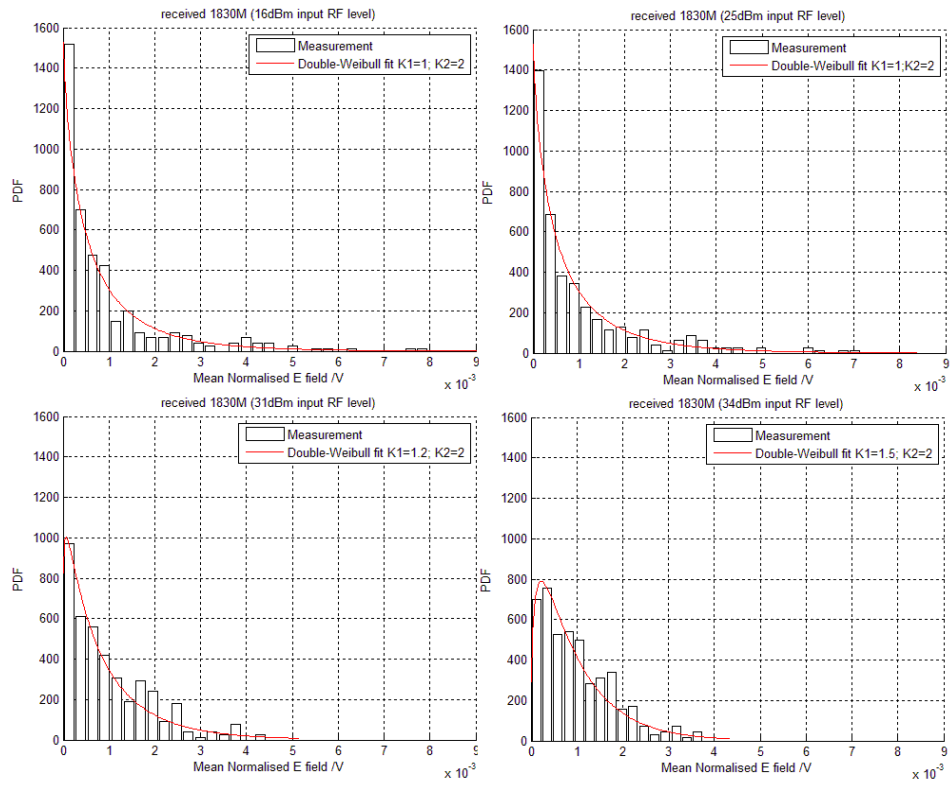 received 1830M (16dBm input RF level)
1600
1400
1200
1000
800
600
400
200
0
PDF
Measurement
Double-Weibull fit K1=1; K2=2
0 1 2 3 4 5 6 7 8 9
Mean Normalised E field /V
x 10⁻³
received 1830M (25dBm input RF level)
1600
1400
1200
1000
800
600
400
200
0
PDF
Measurement
Double-Weibull fit K1=1;K2=2
0 1 2 3 4 5 6 7 8 9
Mean Normalised E field /V
x 10⁻³
received 1830M (31dBm input RF level)
1600
1400
1200
1000
800
600
400
200
0
PDF
Measurement
Double-Weibull fit K1=1.2; K2=2
0 1 2 3 4 5 6 7 8 9
Mean Normalised E field /V
x 10⁻³
received 1830M (34dBm input RF level)
1600
1400
1200
1000
800
600
400
200
0
PDF
Measurement
Double-Weibull fit K1=1.5; K2=2
0 1 2 3 4 5 6 7 8 9
Mean Normalised E field /V
x 10⁻³